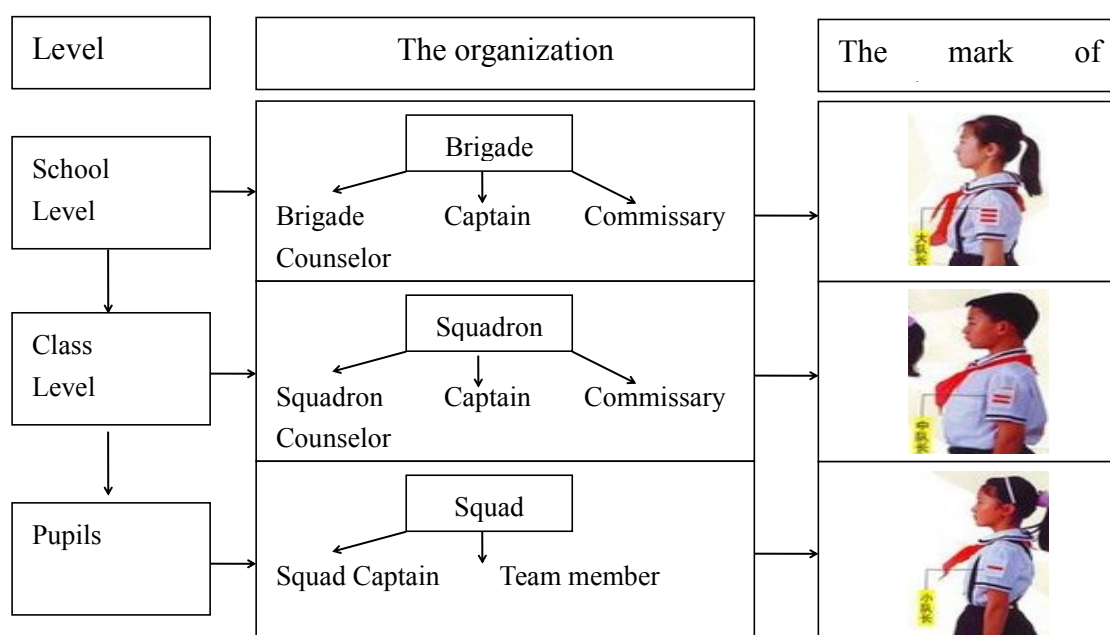 Level
The organization
The mark of
School
Level
Brigade
Brigade
Counselor
Captain
Commissary
大队长
Class
Level
Squadron
Squadron
Counselor
Captain
Commissary
中队长
Pupils
Squad
Squad Captain
Team member
小队长